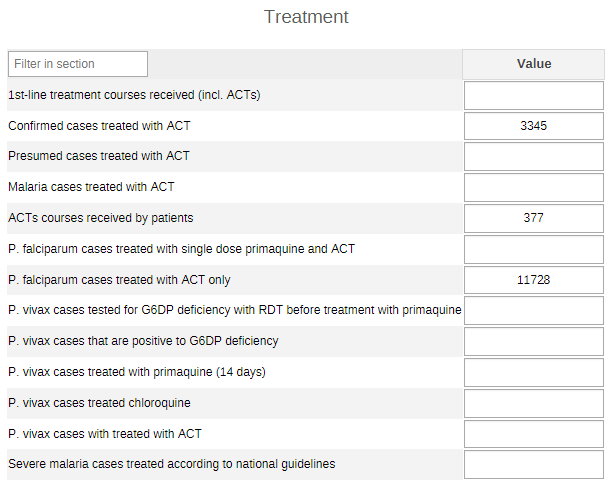 Treatment
Filter in section Value
1st-line treatment courses received (incl. ACTs)
Confirmed cases treated with ACT 3345
Presumed cases treated with ACT
Malaria cases treated with ACT
ACTs courses received by patients 377
P. falciparum cases treated with single dose primaquine and ACT
P. falciparum cases treated with ACT only 11728
P. vivax cases tested for G6DP deficiency with RDT before treatment with primaquine
P. vivax cases that are positive to G6DP deficiency
P. vivax cases treated with primaquine (14 days)
P. vivax cases treated chloroquine
P. vivax cases with treated with ACT
Severe malaria cases treated according to national guidelines